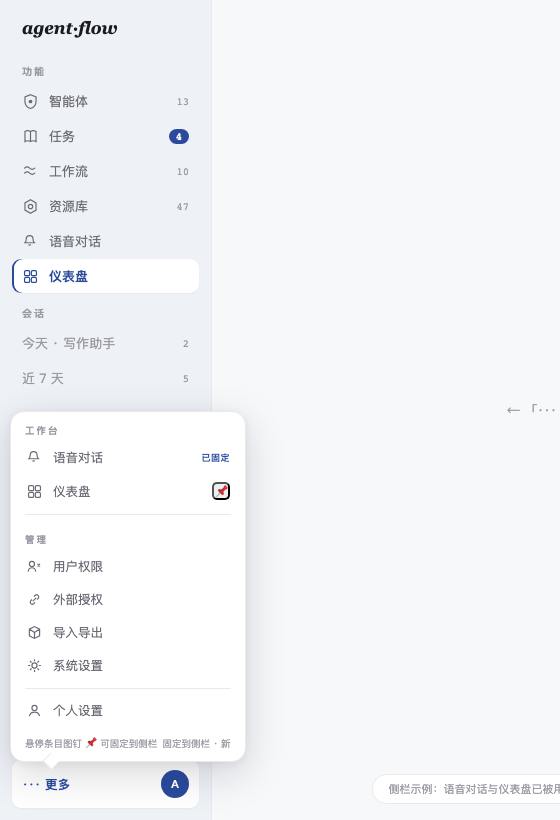 agent·flow
功能
智能体 13
任务 4
工作流 10
资源库 47
语音对话
仪表盘
会话
今天 · 写作助手 2
近 7 天 5
← 「···
工作台
语音对话 已固定
仪表盘 📌
管理
用户权限
外部授权
导入导出
系统设置
个人设置
悬停条目图钉 📌 可固定到侧栏 固定到侧栏 · 新
··· 更多 A
侧栏示例: 语音对话与仪表盘已被用